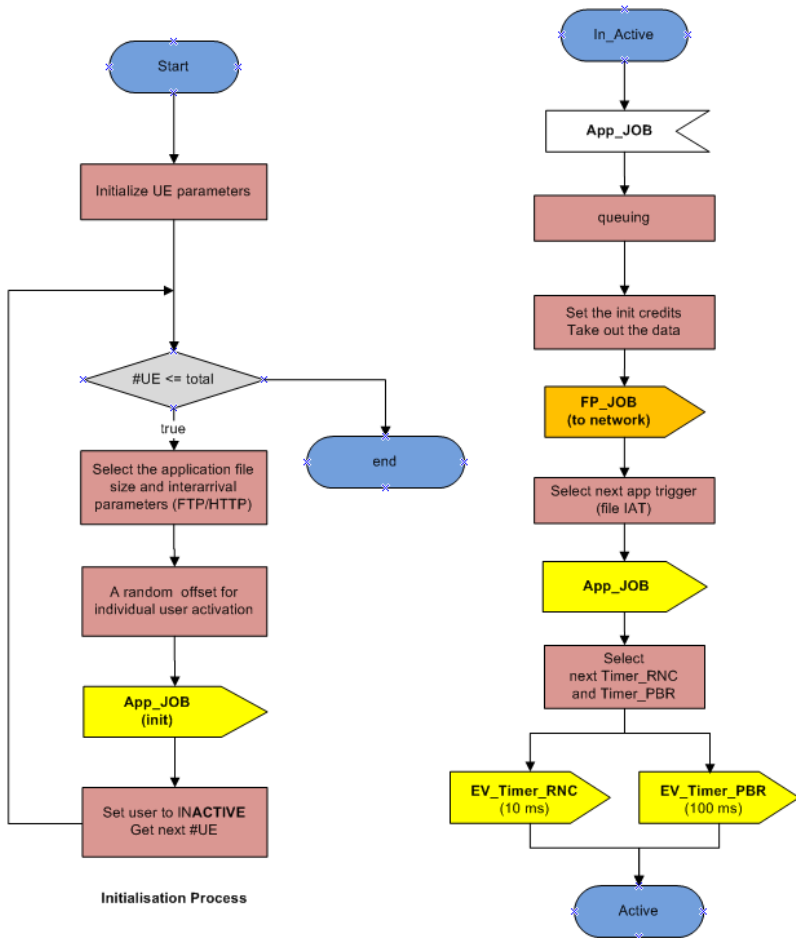 Start
Initialize UE parameters
#UE <= total
true
end
Select the application file
size and interarrival
parameters (FTP/HTTP)
A random offset for
individual user activation
App_JOB
(init)
Set user to INACTIVE
Get next #UE
Initialisation Process
In_Active
App_JOB
queuing
Set the init credits
Take out the data
FP_JOB
(to network)
Select next app trigger
(file IAT)
App_JOB
Select
next Timer_RNC
and Timer_PBR
EV_Timer_RNC
(10 ms)
EV_Timer_PBR
(100 ms)
Active